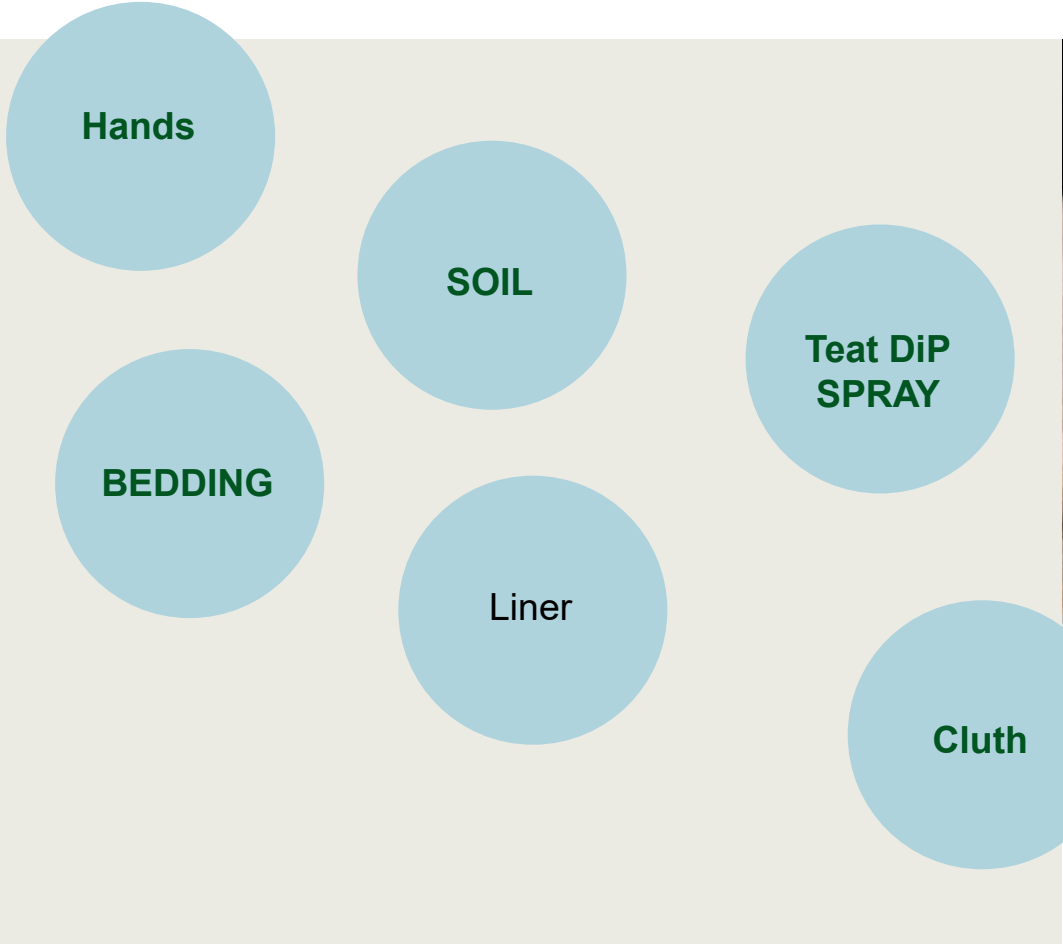 Hands
SOIL
Teat DiP
SPRAY
BEDDING
Liner
Cluth